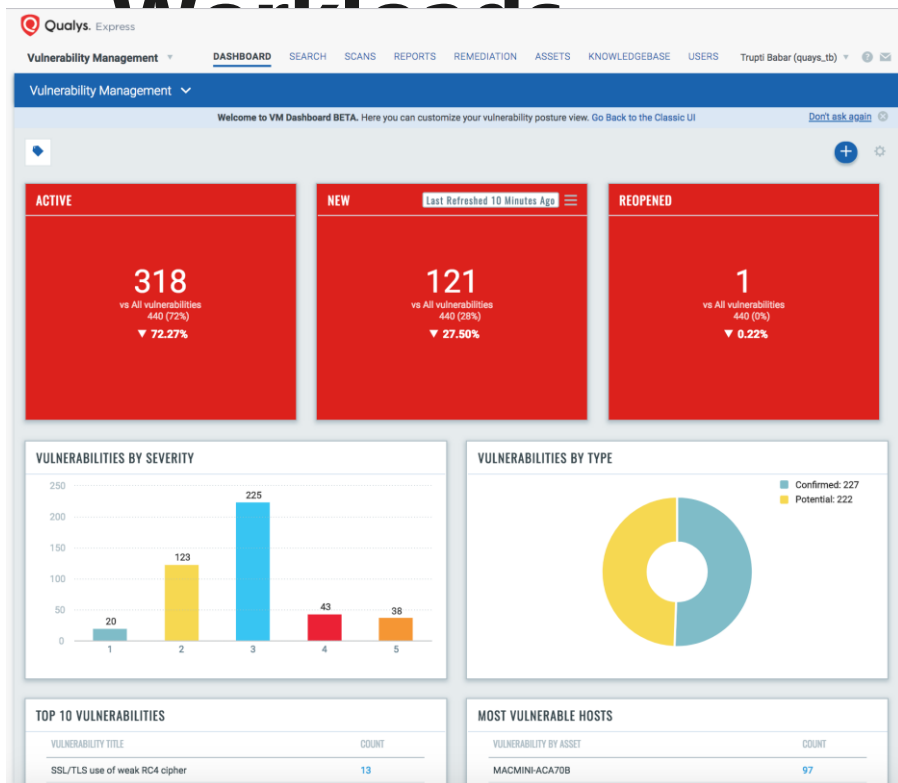 Workloads
Qualys. Express
Vulnerability Management DASHBOARD SEARCH SCANS REPORTS REMEDIATION ASSETS KNOWLEDGEBASE USERS Trupti Babar (quays_tb)
Vulnerability Management
Welcome to VM Dashboard BETA. Here you can customize your vulnerability posture view. Go Back to the Classic UI Don't ask again
ACTIVE
318
vs All vulnerabilities
440 (72%)
▼ 72.27%
NEW Last Refreshed 10 Minutes Ago
121
vs All vulnerabilities
440 (28%)
▼ 27.50%
REOPENED
1
vs All vulnerabilities
440 (0%)
▼ 0.22%
VULNERABILITIES BY SEVERITY
250
200
150
100
50
0
20
123
225
43
38
1 2 3 4 5
VULNERABILITIES BY TYPE
Confirmed: 227
Potential: 222
TOP 10 VULNERABILITIES
VULNERABILITY TITLE COUNT
SSL/TLS use of weak RC4 cipher 13
MOST VULNERABLE HOSTS
VULNERABILITY BY ASSET COUNT
MACMINI-ACA70B 97